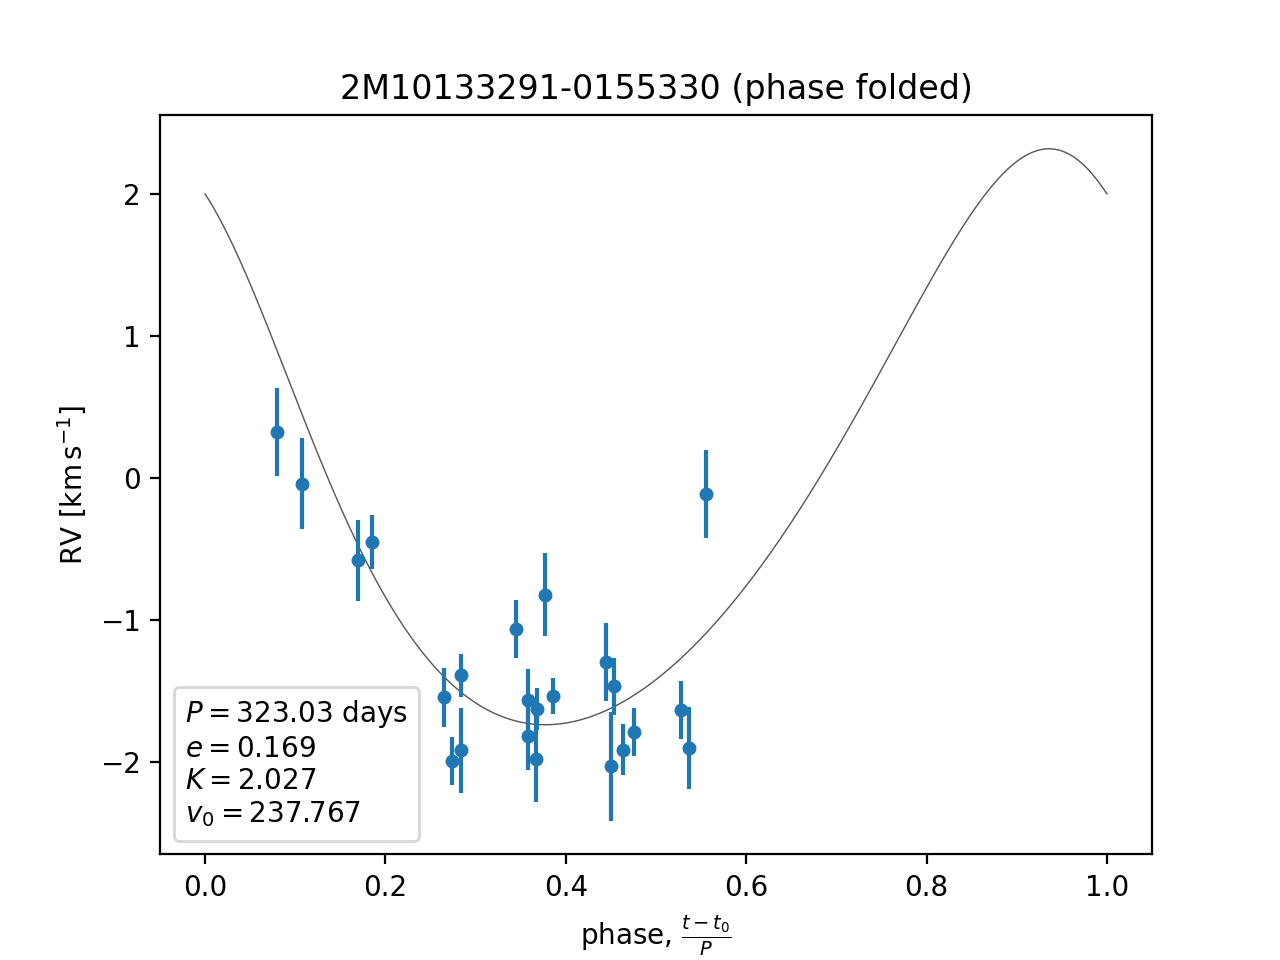 2M10133291-0155330 (phase folded)
RV [km s⁻¹]
2
1
0
−1
−2
P = 323.03 days
e = 0.169
K = 2.027
v₀ = 237.767
0.0 0.2 0.4 0.6 0.8 1.0
phase, (t − t₀)/P